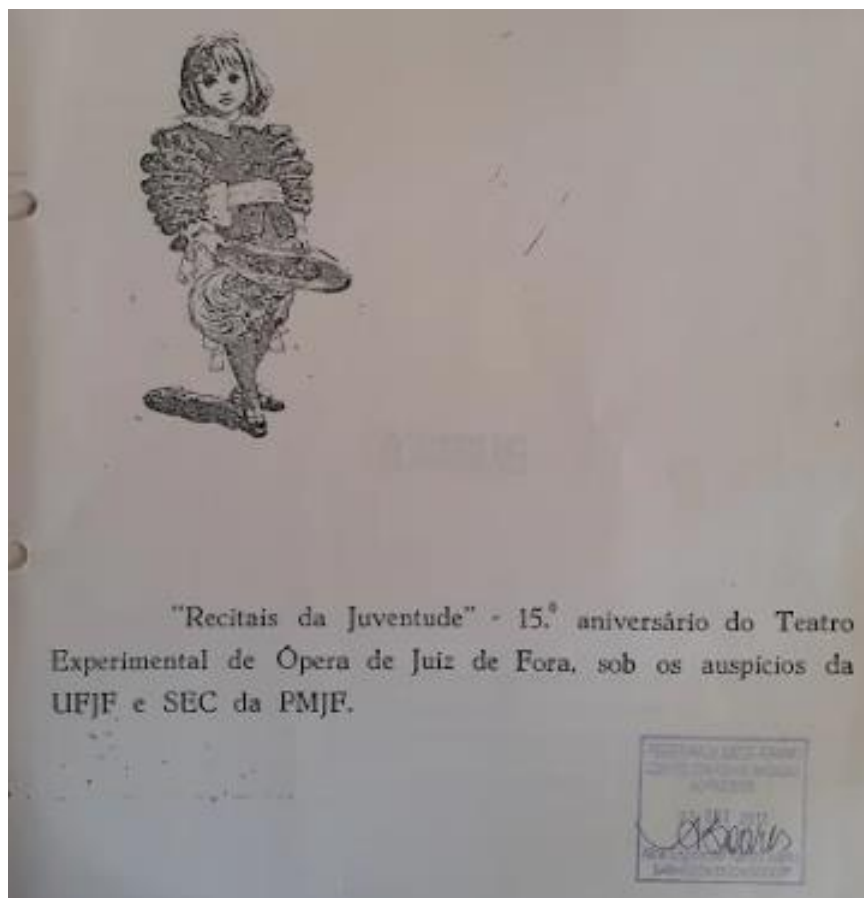 "Recitais da Juventude" - 15.º aniversário do Teatro
Experimental de Ópera de Juiz de Fora, sob os auspícios da
UFJF e SEC da PMJF.